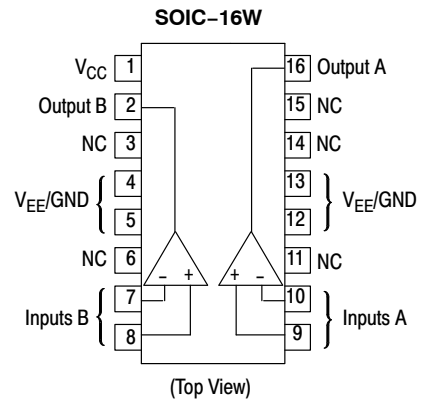 SOIC–16W
VCC 1 16 Output A
Output B 2 15 NC
NC 3 14 NC
4 13
VEE/GND VEE/GND
5 12
NC 6 11 NC
– + + –
7 10
Inputs B Inputs A
8 9
(Top View)